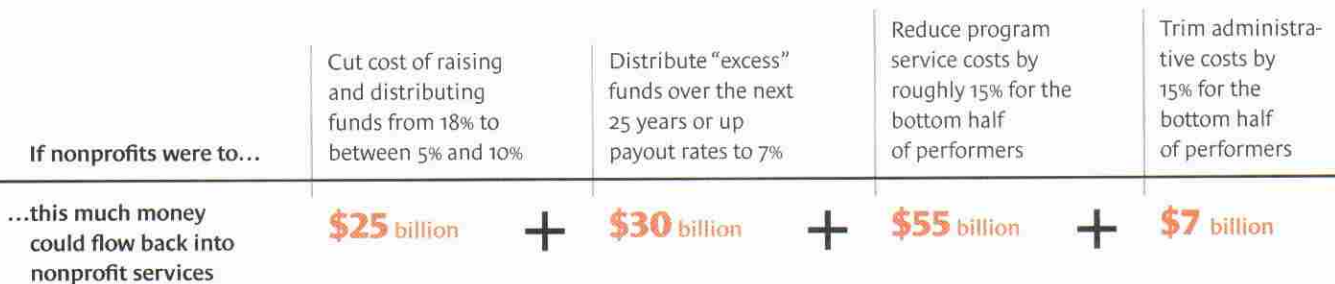 If nonprofits were to…
Cut cost of raising
and distributing
funds from 18% to
between 5% and 10%
Distribute “excess”
funds over the next
25 years or up
payout rates to 7%
Reduce program
service costs by
roughly 15% for the
bottom half
of performers
Trim administra-
tive costs by
15% for the
bottom half
of performers
…this much money
could flow back into
nonprofit services
$25 billion + $30 billion + $55 billion + $7 billion